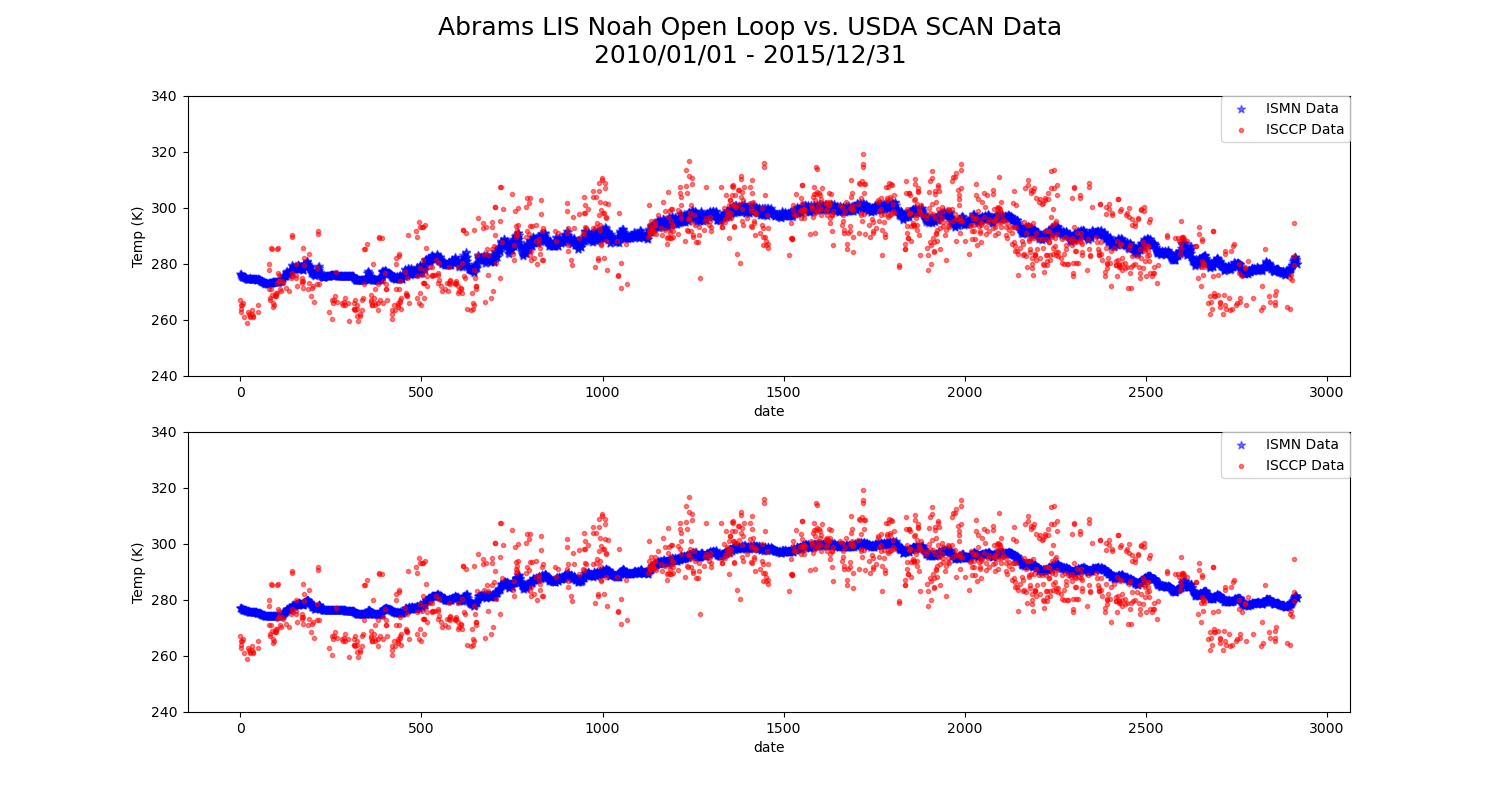 Abrams LIS Noah Open Loop vs. USDA SCAN Data
2010/01/01 - 2015/12/31
340
320
300
280
260
240
Temp (K)
ISMN Data
ISCCP Data
0 500 1000 1500 2000 2500 3000
date
340
320
300
280
260
240
Temp (K)
ISMN Data
ISCCP Data
0 500 1000 1500 2000 2500 3000
date